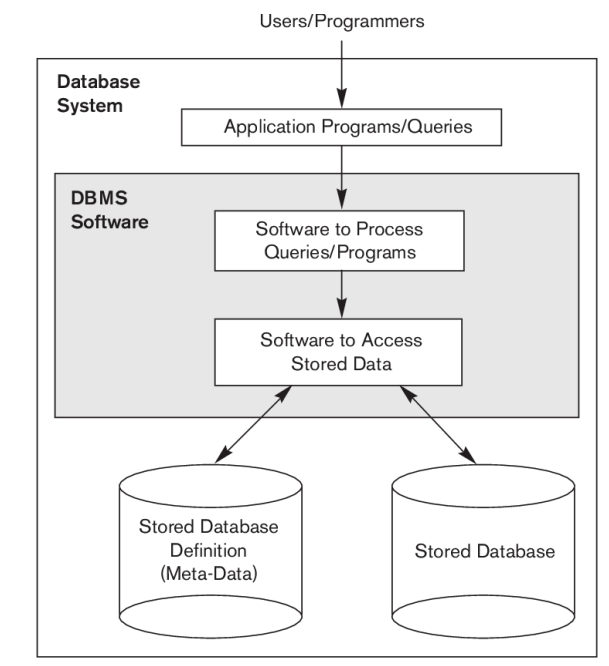 Users/Programmers
Database
System
Application Programs/Queries
DBMS
Software
Software to Process
Queries/Programs
Software to Access
Stored Data
Stored Database
Definition
(Meta-Data)
Stored Database